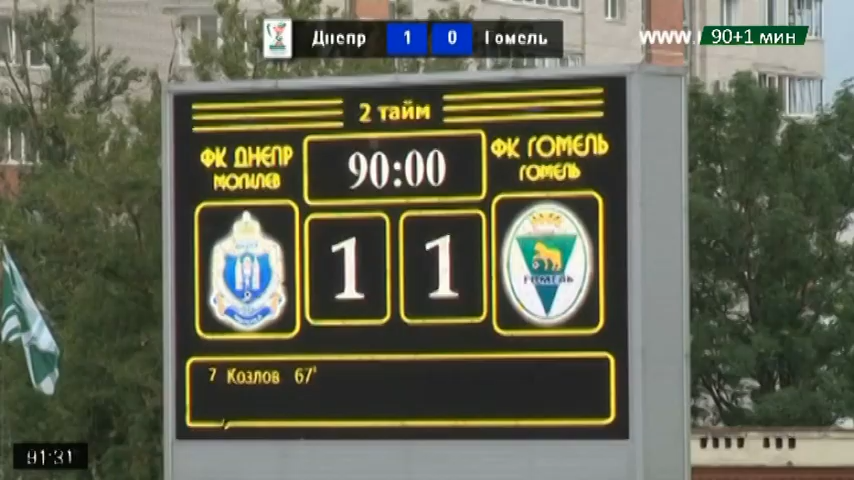 Днепр 1 0 Гомель
90+1 мин
2 тайм
ФК ДНЕПР
МОГИЛЕВ
90:00
ФК ГОМЕЛЬ
ГОМЕЛЬ
1 1
ГОМЕЛЬ
7 Козлов 67'
91:31